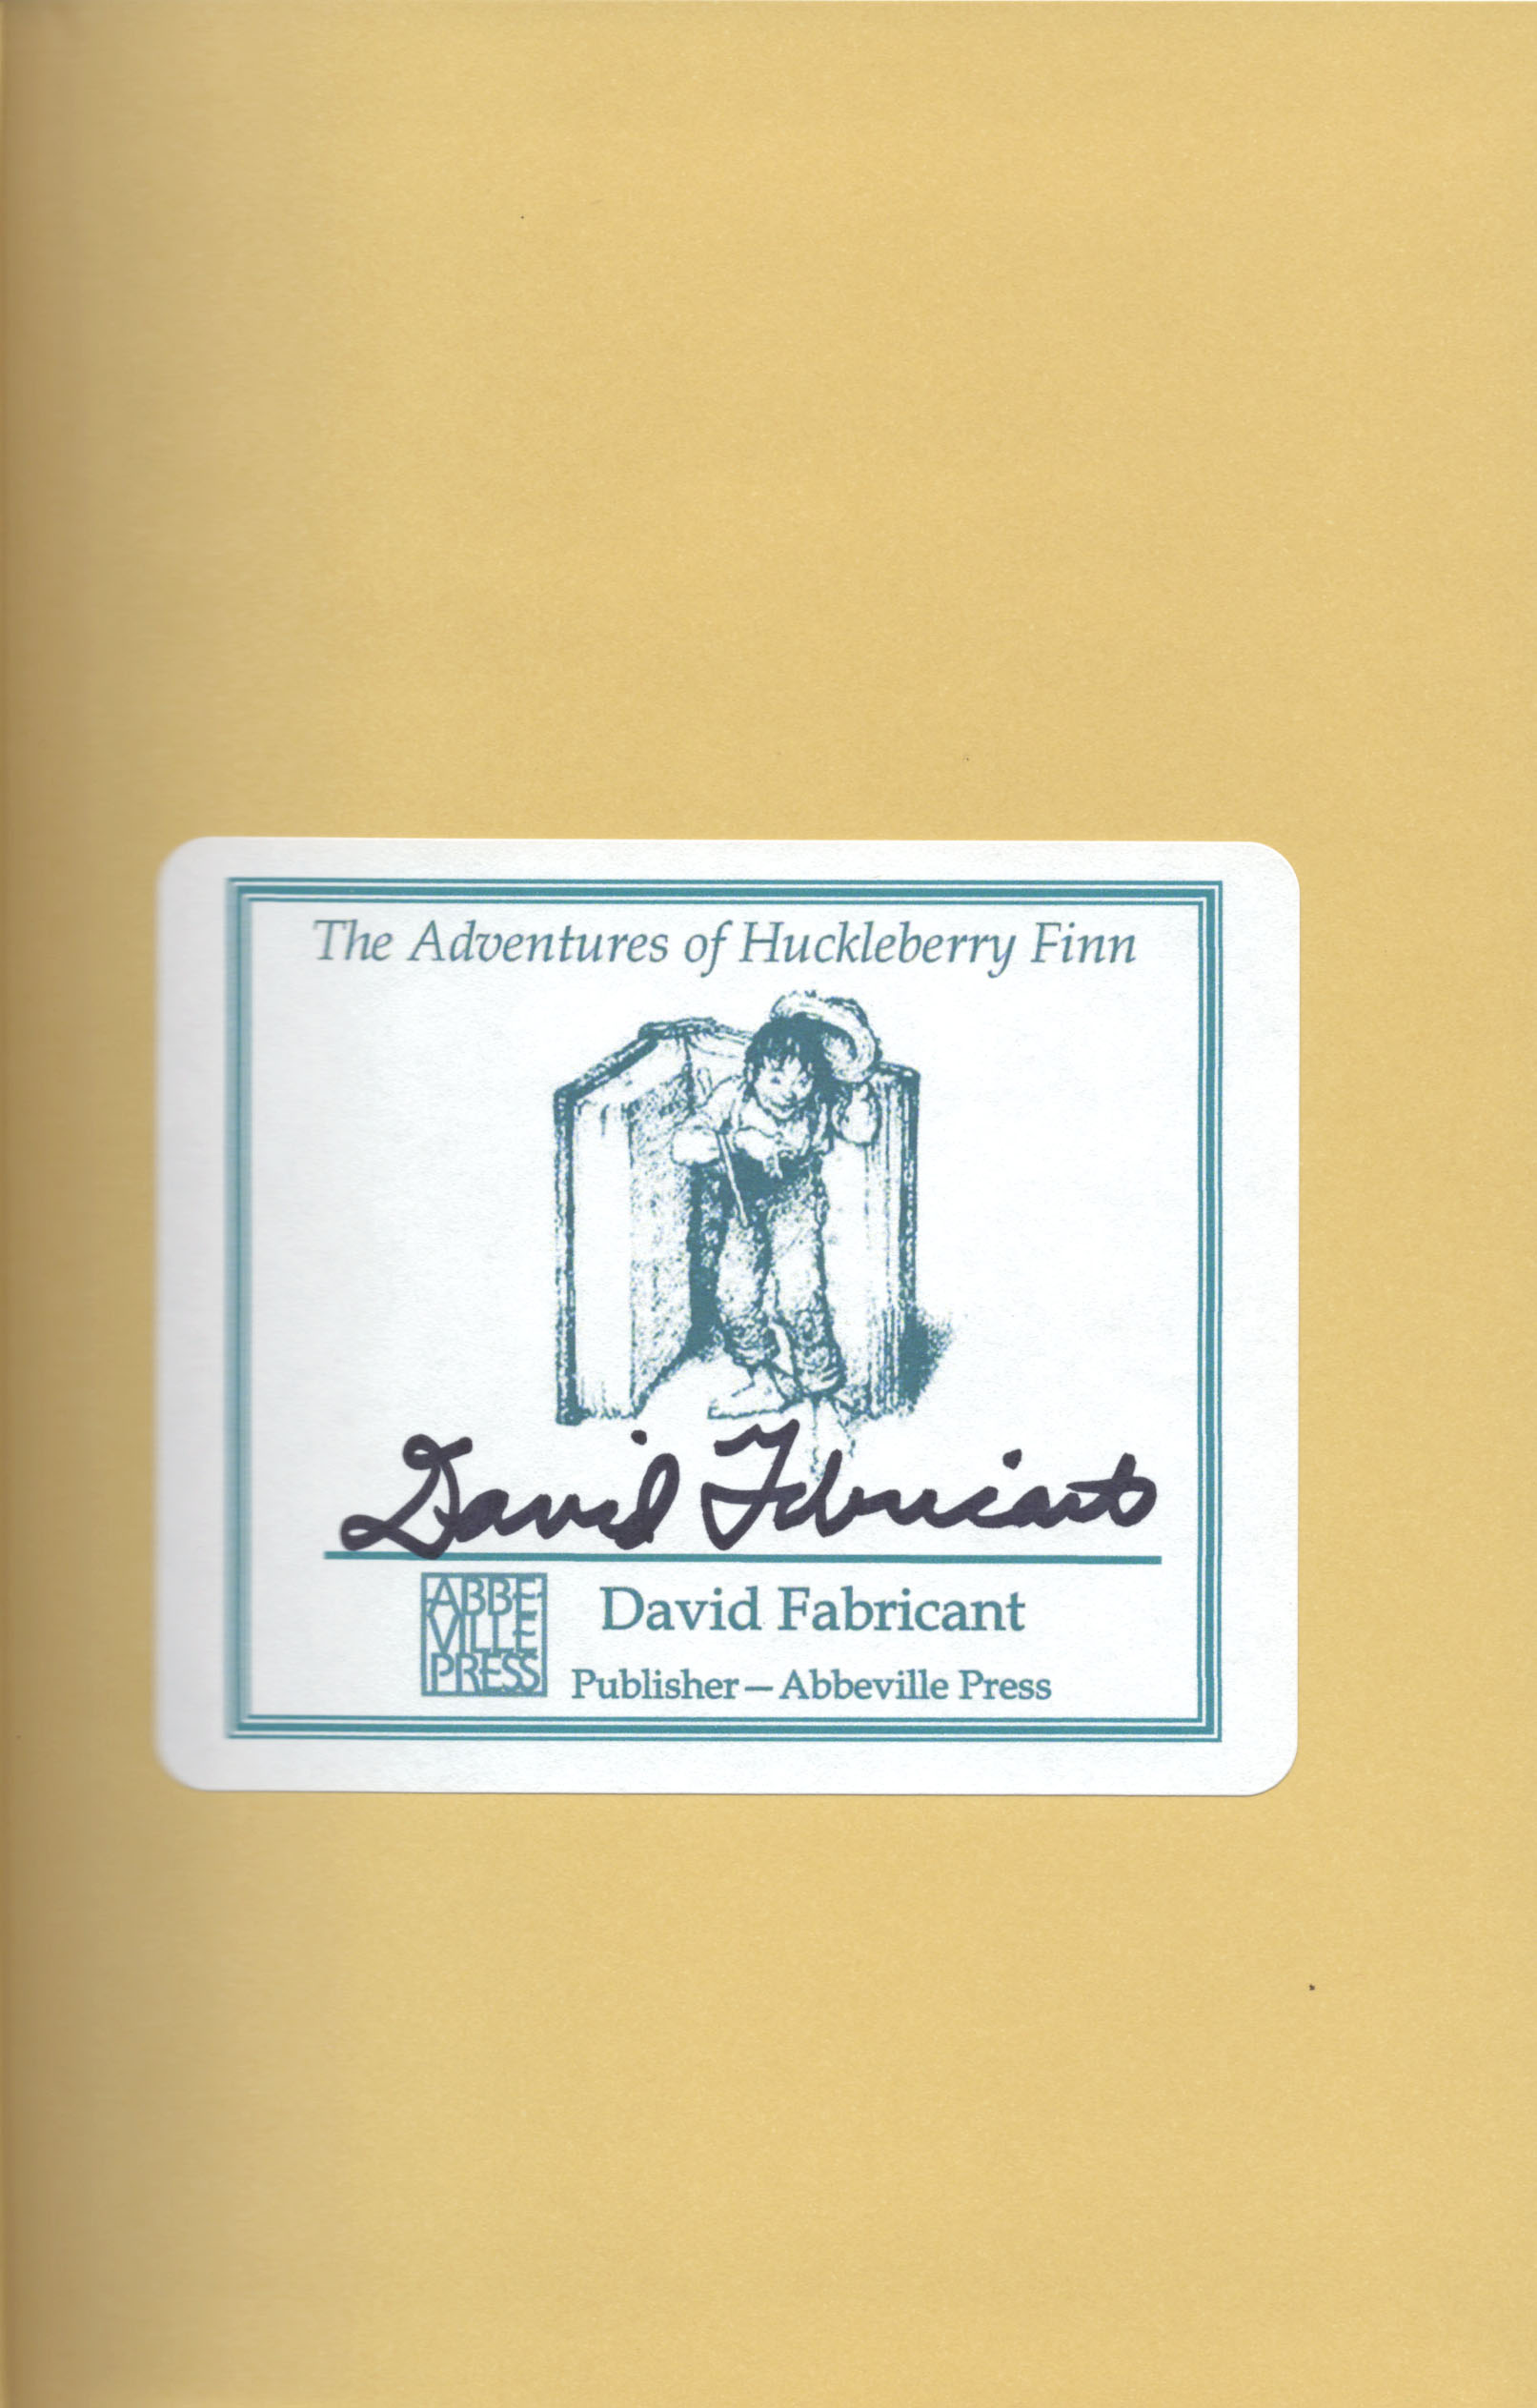 The Adventures of Huckleberry Finn
David Fabricant
ABBE
VILLE
PRESS
David Fabricant
Publisher—Abbeville Press